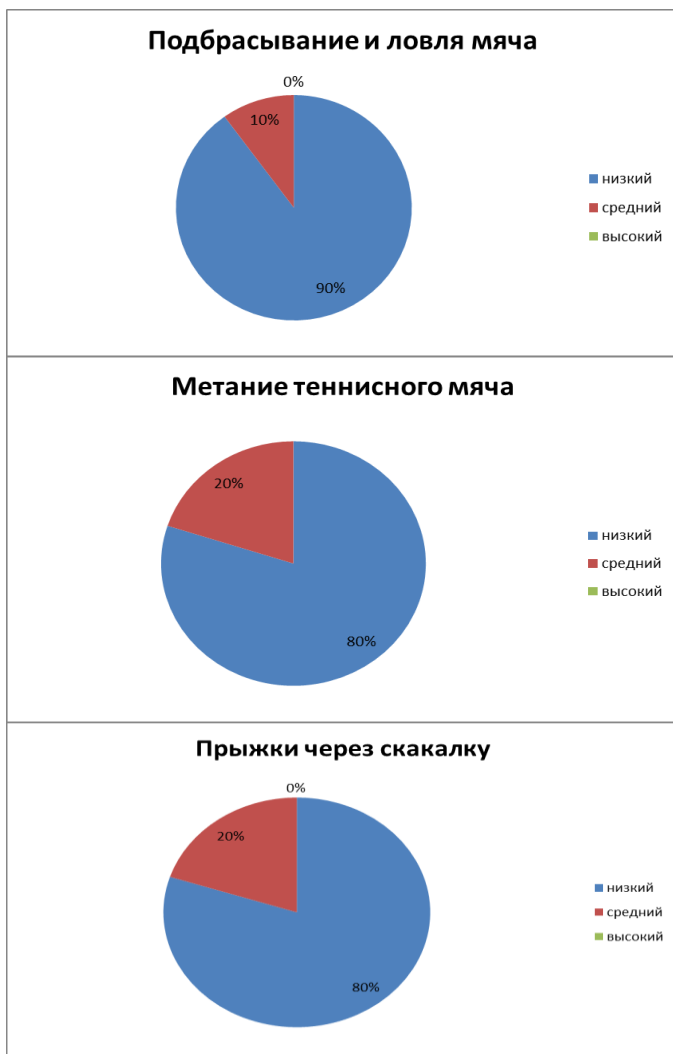 Подбрасывание и ловля мяча
0%
10%
90%
низкий
средний
высокий
Метание теннисного мяча
20%
80%
низкий
средний
высокий
Прыжки через скакалку
0%
20%
80%
низкий
средний
высокий